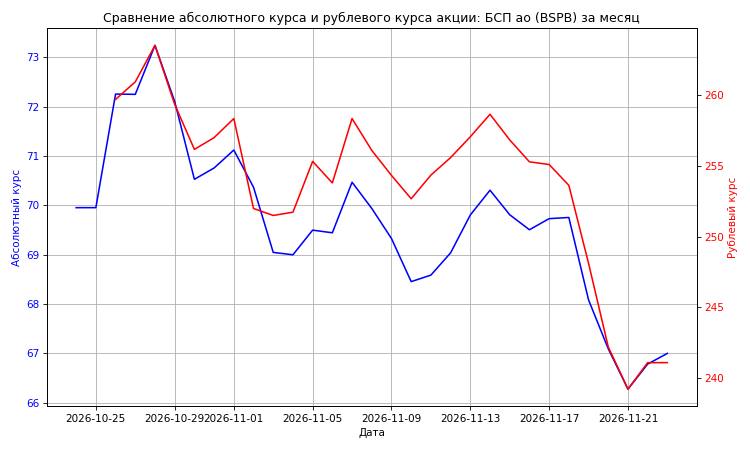 Сравнение абсолютного курса и рублевого курса акции: БСП ао (BSPB) за месяц
Абсолютный курс
73
72
71
70
69
68
67
66
260
255
250
245
240
Рублевый курс
2026-10-25 2026-10-29 2026-11-01 2026-11-05 2026-11-09 2026-11-13 2026-11-17 2026-11-21
Дата